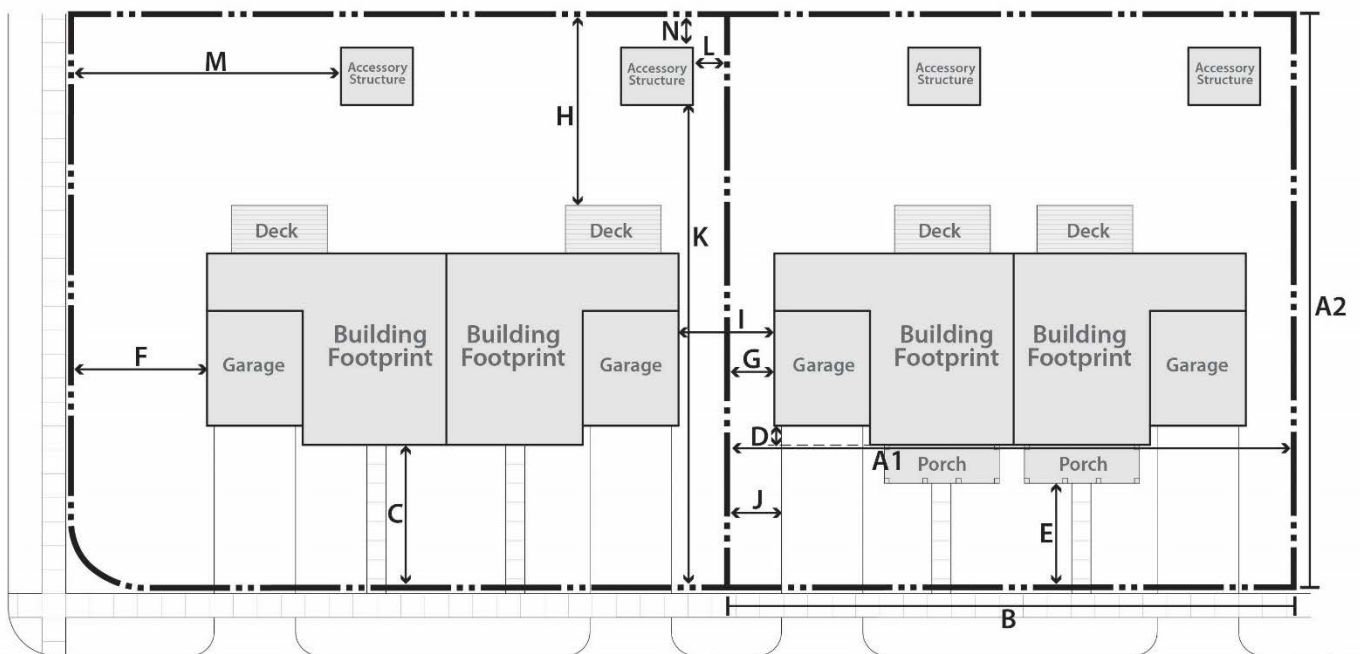 N
L
M
Accessory
Structure
Accessory
Structure
Accessory
Structure
Accessory
Structure
H
Deck
Deck
K
Deck
Deck
A2
Building
Footprint
Building
Footprint
I
Building
Footprint
Building
Footprint
F
Garage
Garage
G
Garage
Garage
D
A1
Porch
Porch
C
J
E
B